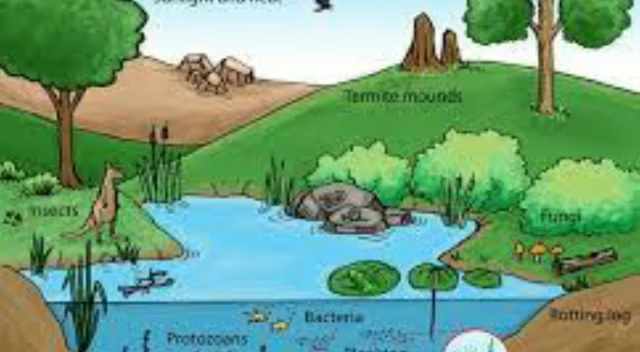 Termite mounds
Insects
Fungi
Rotting log
Bacteria
Protozoans